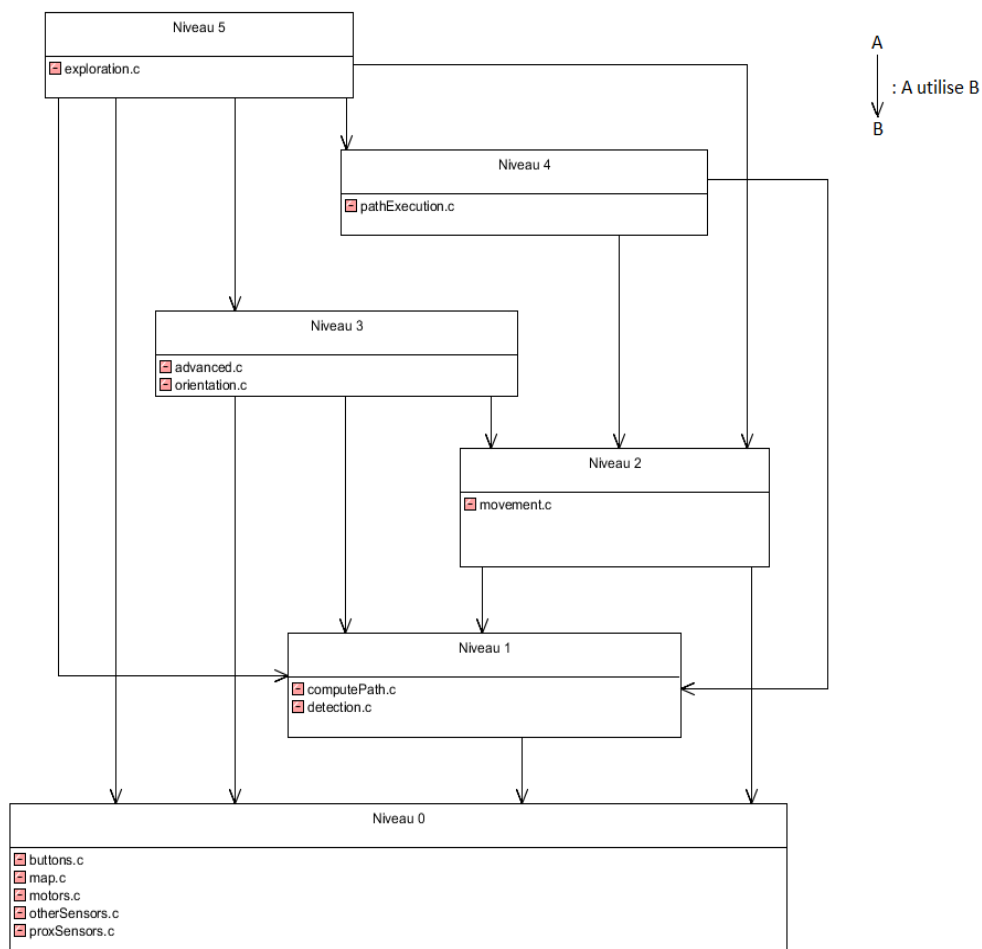 Niveau 5
exploration.c
A
: A utilise B
B
Niveau 4
pathExecution.c
Niveau 3
advanced.c
orientation.c
Niveau 2
movement.c
Niveau 1
computePath.c
detection.c
Niveau 0
buttons.c
map.c
motors.c
otherSensors.c
proxSensors.c